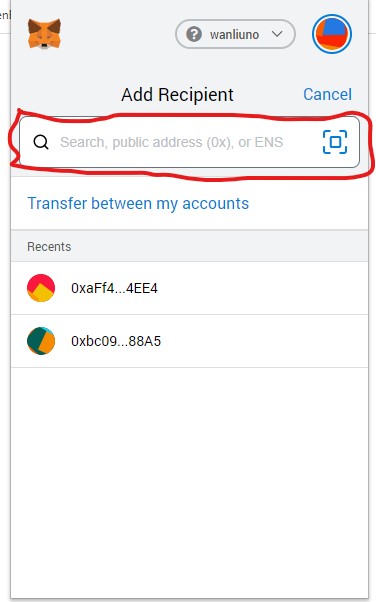 wanliuno
Add Recipient
Cancel
Search, public address (0x), or ENS
Transfer between my accounts
Recents
0xaFf4...4EE4
0xbc09...88A5